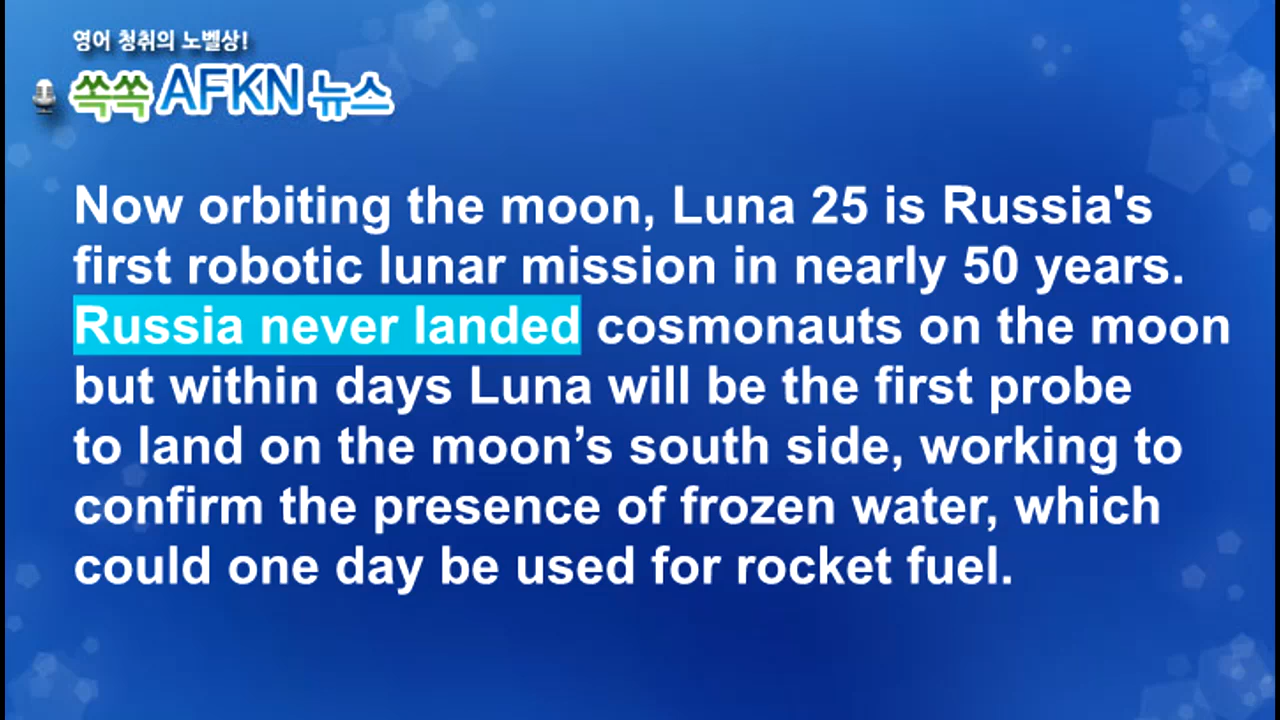 영어 청취의 노벨상!
쏙쏙 AFKN 뉴스
Now orbiting the moon, Luna 25 is Russia's
first robotic lunar mission in nearly 50 years.
Russia never landed cosmonauts on the moon
but within days Luna will be the first probe
to land on the moon’s south side, working to
confirm the presence of frozen water, which
could one day be used for rocket fuel.